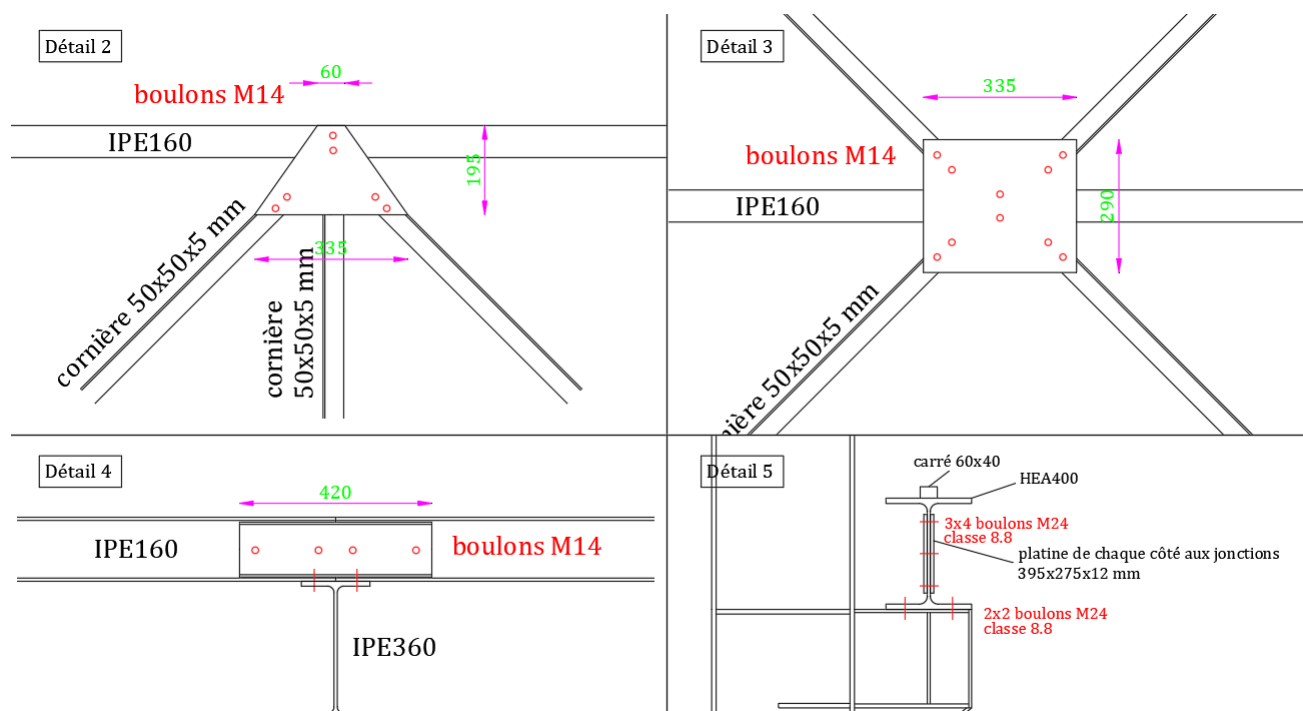 Détail 2
60
boulons M14
IPE160
195
335
cornière 50x50x5 mm
cornière
50x50x5 mm
Détail 3
335
boulons M14
IPE160
290
nière 50x50x5 mm
Détail 4
420
IPE160
boulons M14
IPE360
Détail 5
carré 60x40
HEA400
3x4 boulons M24
classe 8.8
platine de chaque côté aux jonctions
395x275x12 mm
2x2 boulons M24
classe 8.8